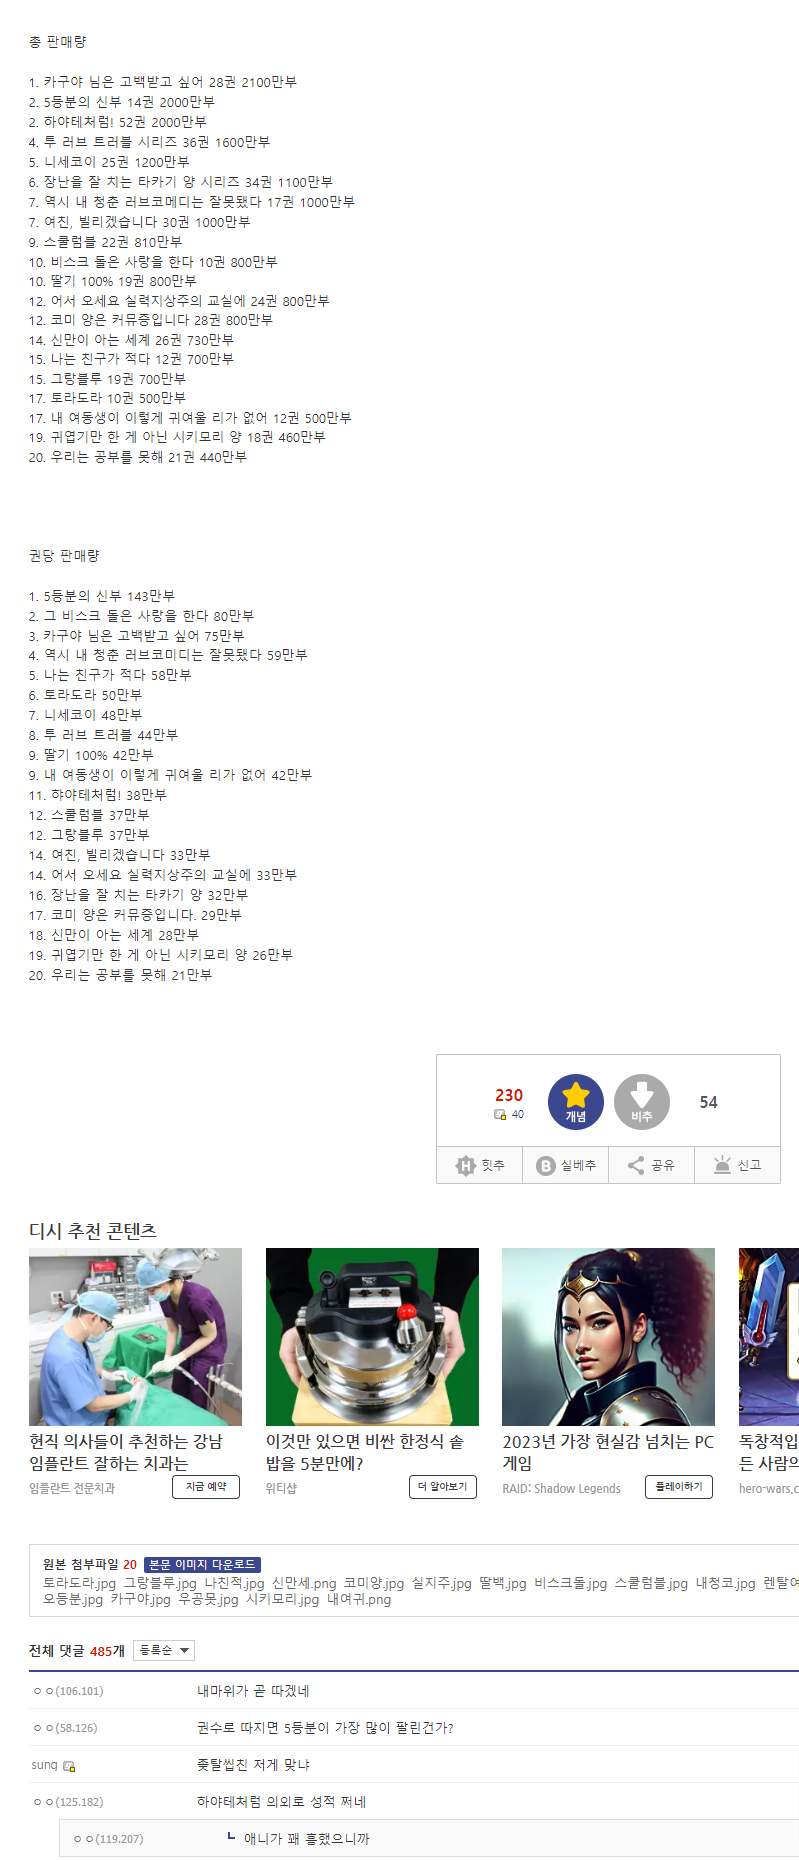 총 판매량
1. 카구야 님은 고백받고 싶어 28권 2100만부
2. 5등분의 신부 14권 2000만부
2. 하야테처럼! 52권 2000만부
4. 투 러브 트러블 시리즈 36권 1600만부
5. 니세코이 25권 1200만부
6. 장난을 잘 치는 타카기 양 시리즈 34권 1100만부
7. 역시 내 청춘 러브코메디는 잘못됐다 17권 1000만부
7. 여친, 빌리겠습니다 30권 1000만부
9. 스쿨럼블 22권 810만부
10. 비스크 돌은 사랑을 한다 10권 800만부
10. 딸기 100% 19권 800만부
12. 어서 오세요 실력지상주의 교실에 24권 800만부
12. 코미 양은 커뮤증입니다 28권 800만부
14. 신만이 아는 세계 26권 730만부
15. 나는 친구가 적다 12권 700만부
15. 그랑블루 19권 700만부
17. 토라도라 10권 500만부
17. 내 여동생이 이렇게 귀여울 리가 없어 12권 500만부
19. 귀엽기만 한 게 아닌 시키모리 양 18권 460만부
20. 우리는 공부를 못해 21권 440만부
권당 판매량
1. 5등분의 신부 143만부
2. 그 비스크 돌은 사랑을 한다 80만부
3. 카구야 님은 고백받고 싶어 75만부
4. 역시 내 청춘 러브코미디는 잘못됐다 59만부
5. 나는 친구가 적다 58만부
6. 토라도라 50만부
7. 니세코이 48만부
8. 투 러브 트러블 44만부
9. 딸기 100% 42만부
9. 내 여동생이 이렇게 귀여울 리가 없어 42만부
11. 햐야테처럼! 38만부
12. 스쿨럼블 37만부
12. 그랑블루 37만부
14. 여친, 빌리겠습니다 33만부
14. 어서 오세요 실력지상주의 교실에 33만부
16. 장난을 잘 치는 타카기 양 32만부
17. 코미 양은 커뮤증입니다. 29만부
18. 신만이 아는 세계 28만부
19. 귀엽기만 한 게 아닌 시키모리 양 26만부
20. 우리는 공부를 못해 21만부
230 개념 비추 54
40
H 힛추 B 실베추 공유 신고
디시 추천 콘텐츠
현직 의사들이 추천하는 강남
임플란트 잘하는 치과는
임플란트 전문치과 지금 예약
이것만 있으면 비싼 한정식 솥
밥을 5분만에?
위티샵 더 알아보기
2023년 가장 현실감 넘치는 PC
게임
RAID: Shadow Legends 플레이하기
독창적입
든 사람으
hero-wars.c
원본 첨부파일 20 본문 이미지 다운로드
토라도라.jpg 그랑블루.jpg 나친적.jpg 신만세.png 코미양.jpg 실지주.jpg 딸백.jpg 비스크돌.jpg 스쿨럼블.jpg 내청코.jpg 렌탈여
오등분.jpg 카구야.jpg 우공못.jpg 시키모리.jpg 내여귀.png
전체 댓글 485개 등록순
ㅇㅇ(106.101) 내마위가 곧 따겠네
ㅇㅇ(58.126) 권수로 따지면 5등분이 가장 많이 팔린건가?
sung 좆탈씹친 저게 맞냐
ㅇㅇ(125.182) 하야테처럼 의외로 성적 쩌네
ㅇㅇ(119.207) 애니가 꽤 흥했으니까